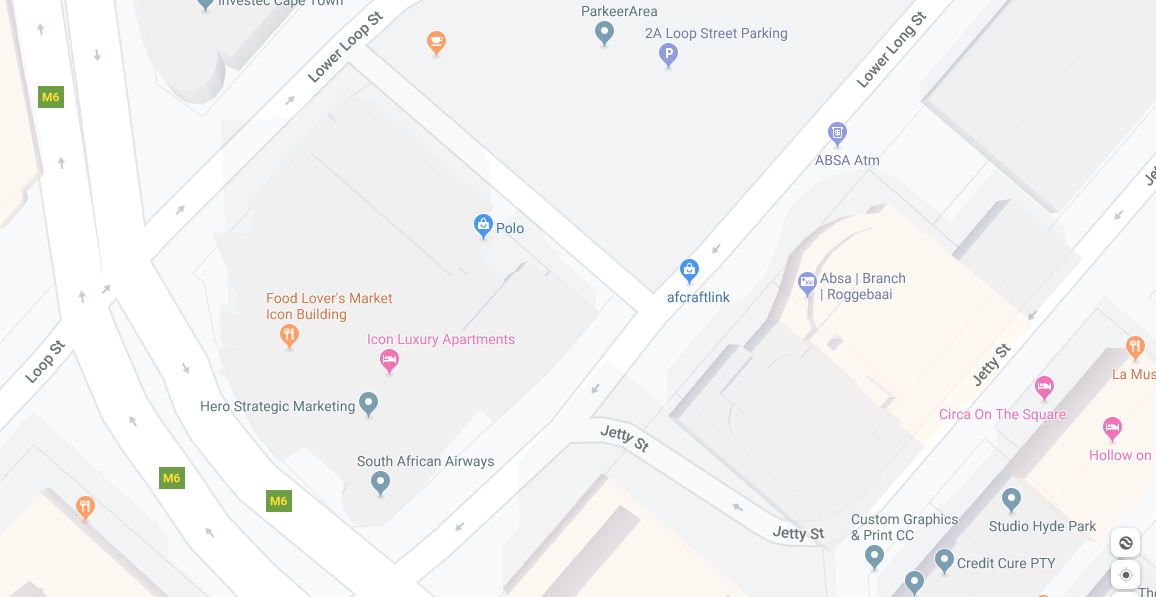 Investec Cape Town
ParkeerArea
2A Loop Street Parking
Lower Loop St
Lower Long St
M6
P
ABSA Atm
Polo
Absa | Branch
| Roggebaai
afcraftlink
Food Lover's Market
Icon Building
Icon Luxury Apartments
Loop St
Jetty St
La Mus
Hero Strategic Marketing
Circa On The Square
Jetty St
Hollow on
South African Airways
M6
M6
Custom Graphics
& Print CC
Studio Hyde Park
Jetty St
Credit Cure PTY